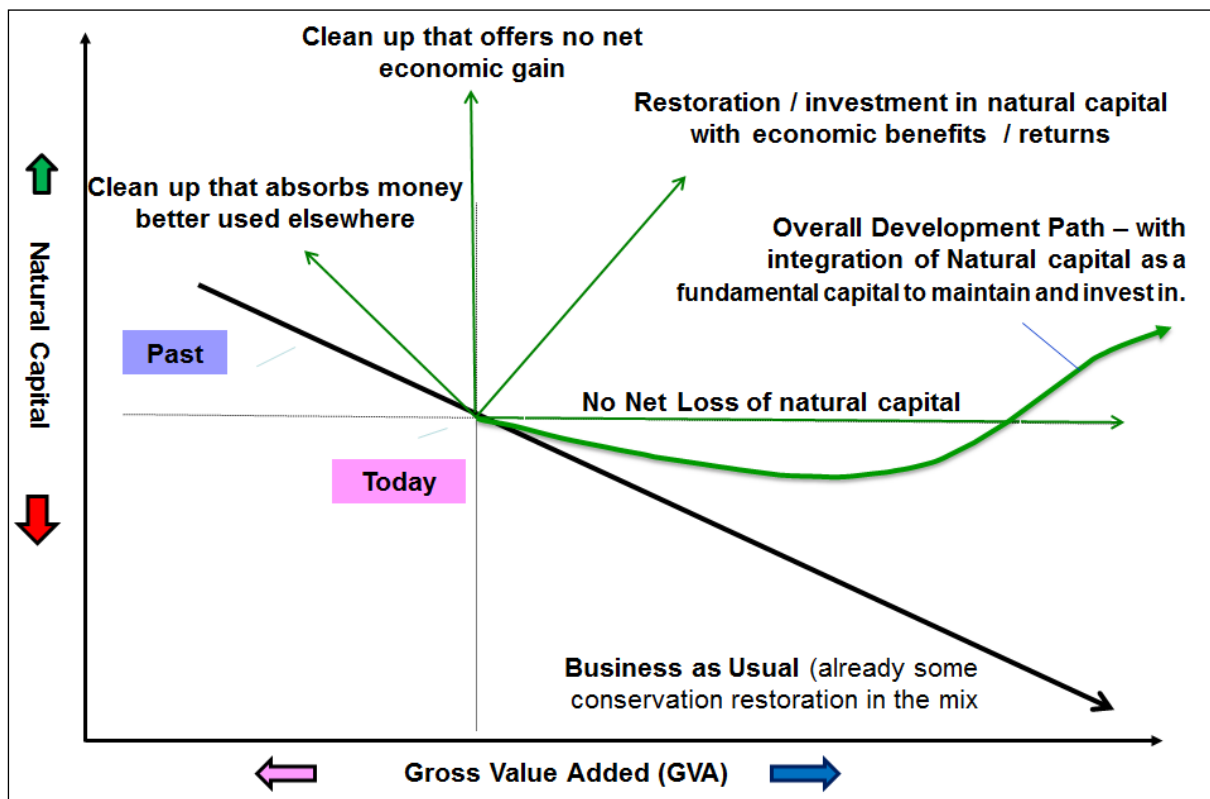 Clean up that offers no net
economic gain
Restoration / investment in natural capital
with economic benefits / returns
Clean up that absorbs money
better used elsewhere
Overall Development Path – with
integration of Natural capital as a
fundamental capital to maintain and invest in.
Natural Capital
Past
No Net Loss of natural capital
Today
Business as Usual (already some
conservation restoration in the mix
Gross Value Added (GVA)